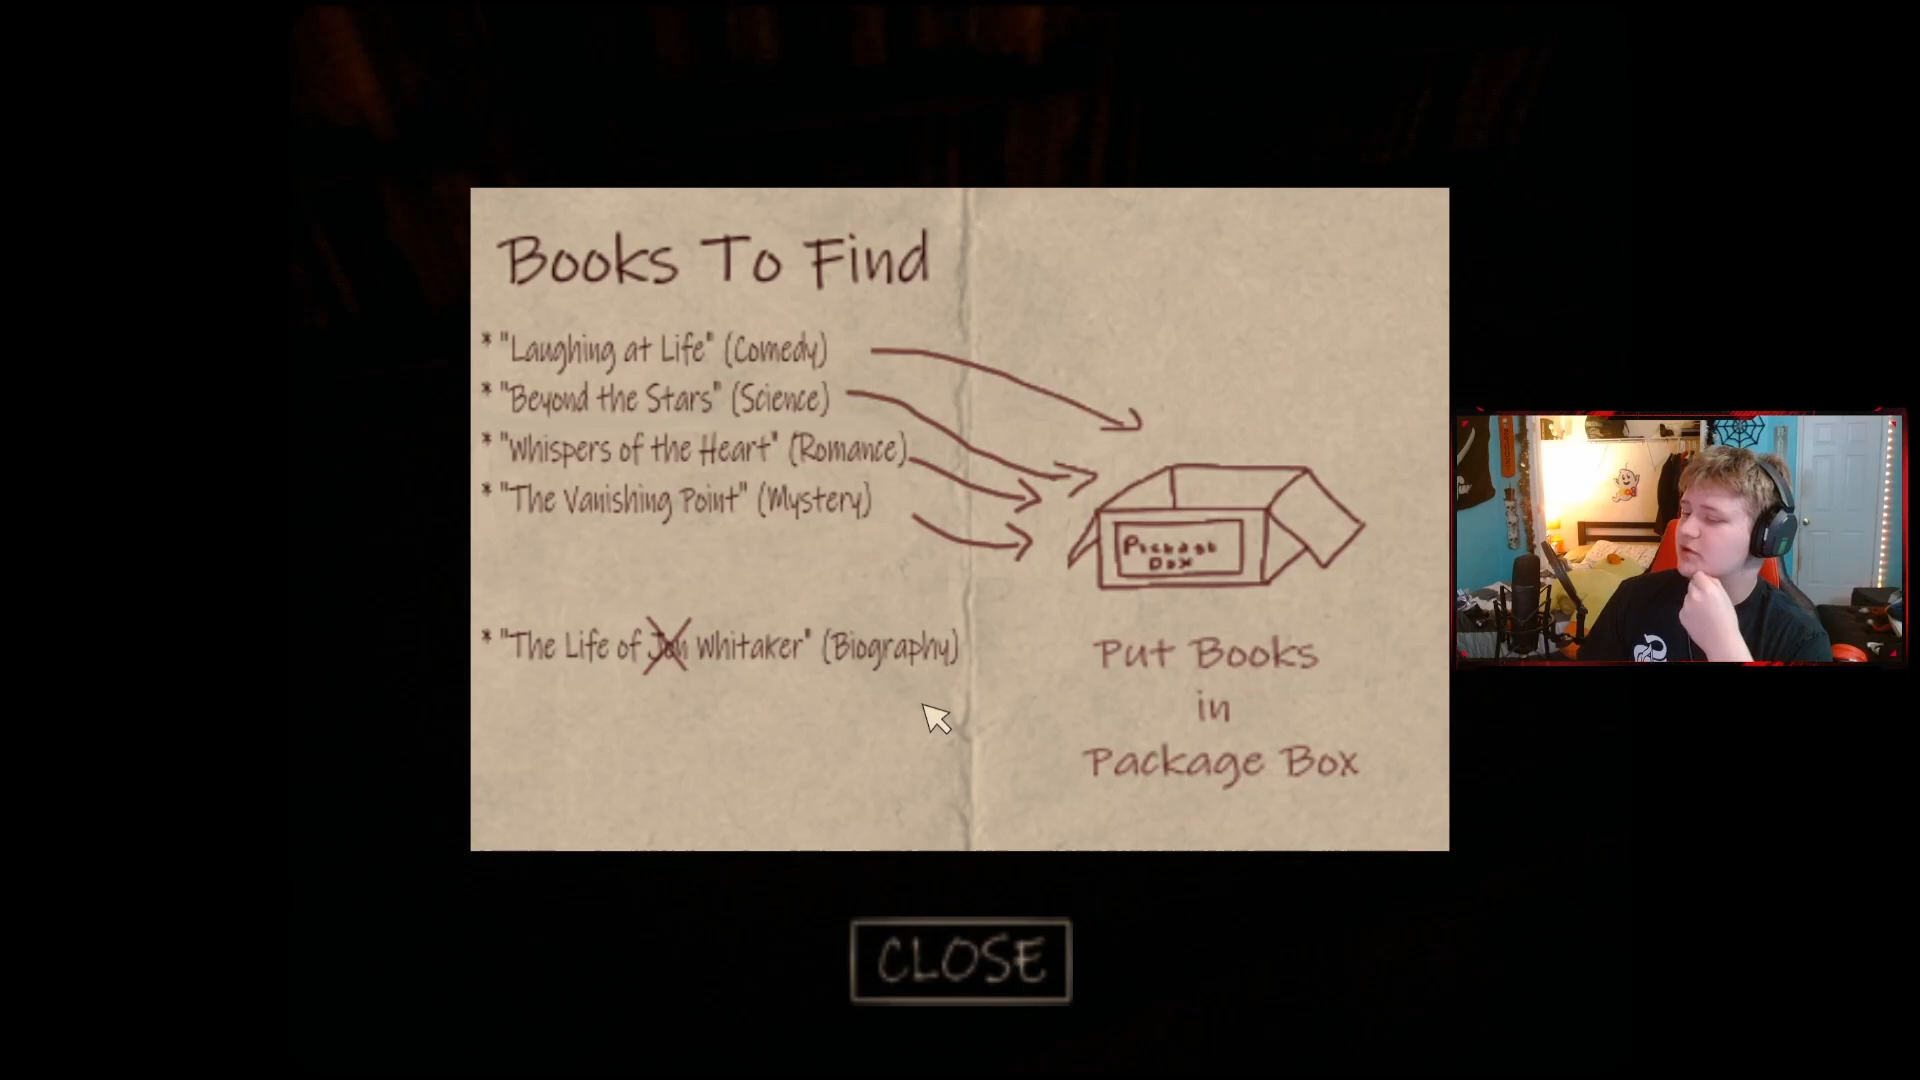 Books To Find
* "Laughing at Life" (Comedy)
* "Beyond the Stars" (Science)
* "Whispers of the Heart" (Romance)
* "The Vanishing Point" (Mystery)
* "The Life of Jon Whitaker" (Biography)
Package
Box
Put Books
in
Package Box
CLOSE